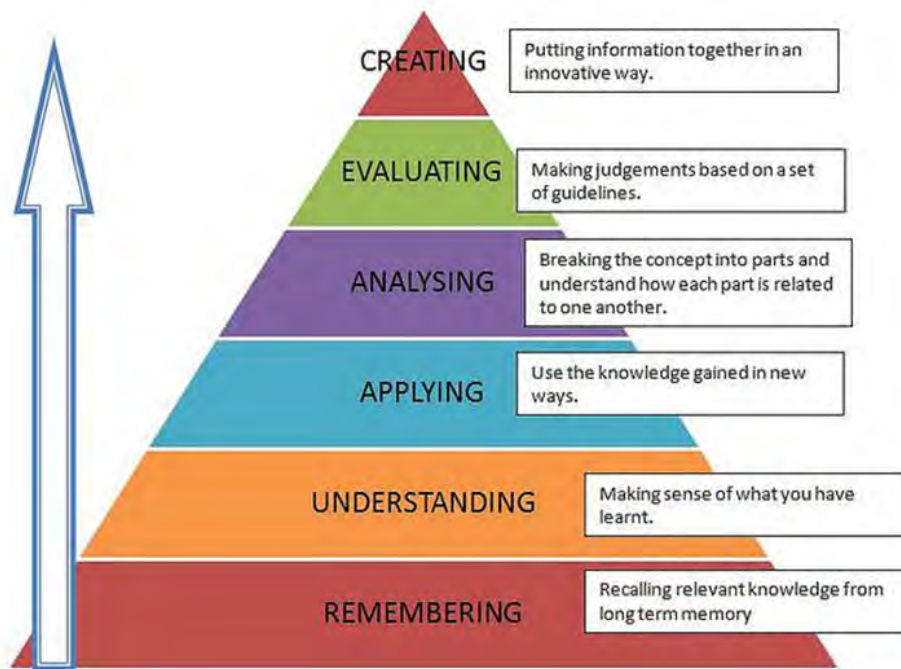 CREATING
Putting information together in an
innovative way.
EVALUATING
Making judgements based on a set
of guidelines.
ANALYSING
Breaking the concept into parts and
understand how each part is related
to one another.
APPLYING
Use the knowledge gained in new
ways.
UNDERSTANDING
Making sense of what you have
learnt.
REMEMBERING
Recalling relevant knowledge from
long term memory